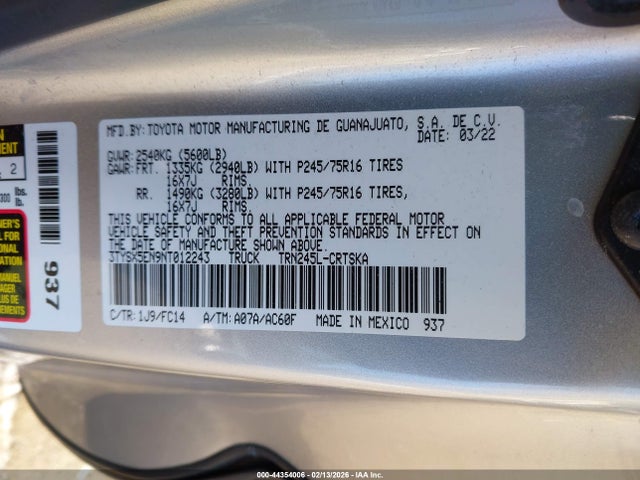 MFD.BY: TOYOTA MOTOR MANUFACTURING DE GUANAJUATO, S.A. DE C.V.
DATE: 03/22
GVWR: 2540KG (5600LB)
GAWR: FRT. 1335KG (2940LB) WITH P245/75R16 TIRES
16X7J RIMS,
RR. 1490KG (3280LB) WITH P245/75R16 TIRES,
16X7J RIMS,
THIS VEHICLE CONFORMS TO ALL APPLICABLE FEDERAL MOTOR
VEHICLE SAFETY AND THEFT PREVENTION STANDARDS IN EFFECT ON
THE DATE OF MANUFACTURE SHOWN ABOVE.
3TYSX5EN9NT012243 TRUCK TRN245L-CRTSKA
C/TR: 1J9/FC14 A/TM: A07A/AC60F MADE IN MEXICO 937
2
300 lbs.
lb.
937
000-44354006 - 02/13/2026 - IAA Inc.